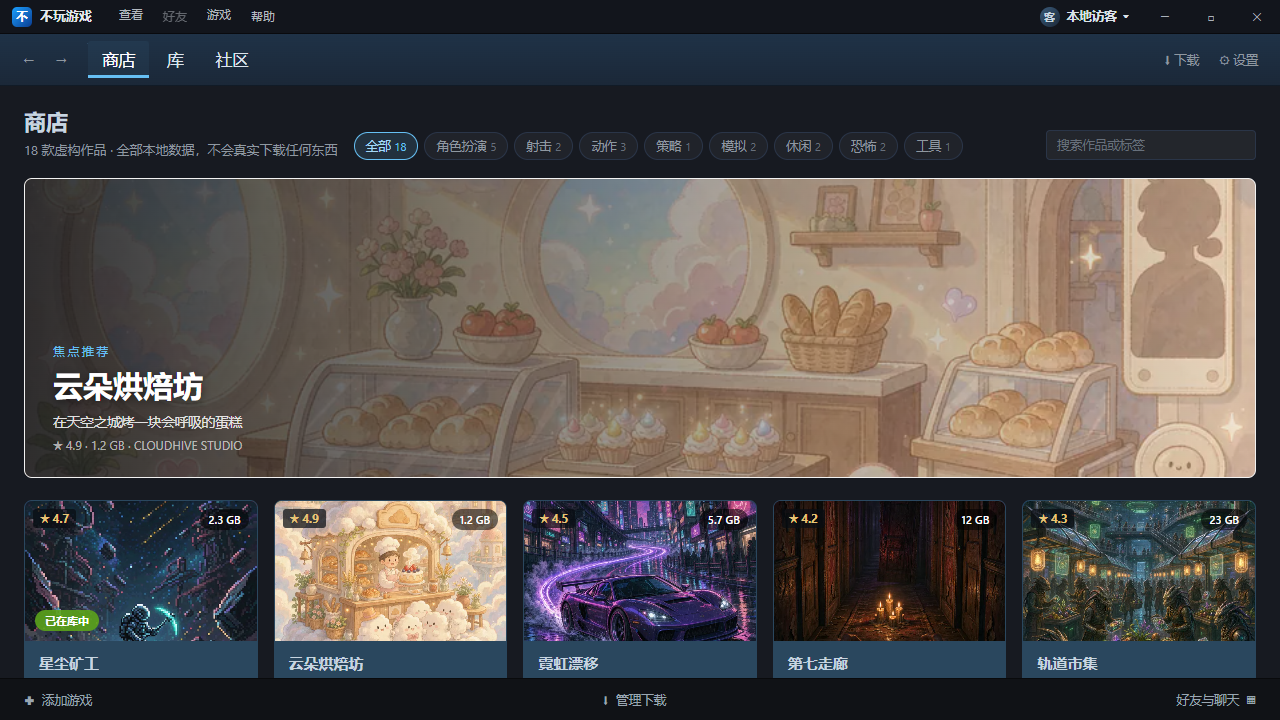 不 不玩游戏 查看 好友 游戏 帮助 客 本地访客
← → 商店 库 社区 下载 设置
商店
18 款虚构作品 · 全部本地数据，不会真实下载任何东西
全部 18 角色扮演 5 射击 2 动作 3 策略 1 模拟 2 休闲 2 恐怖 2 工具 1
搜索作品或标签
焦点推荐
云朵烘焙坊
在天空之城烤一块会呼吸的蛋糕
★ 4.9 · 1.2 GB · CLOUDHIVE STUDIO
★ 4.7 2.3 GB
已在库中
星尘矿工
★ 4.9 1.2 GB
云朵烘焙坊
★ 4.5 5.7 GB
霓虹漂移
★ 4.2 12 GB
第七走廊
★ 4.3 23 GB
轨道市集
添加游戏 管理下载 好友与聊天